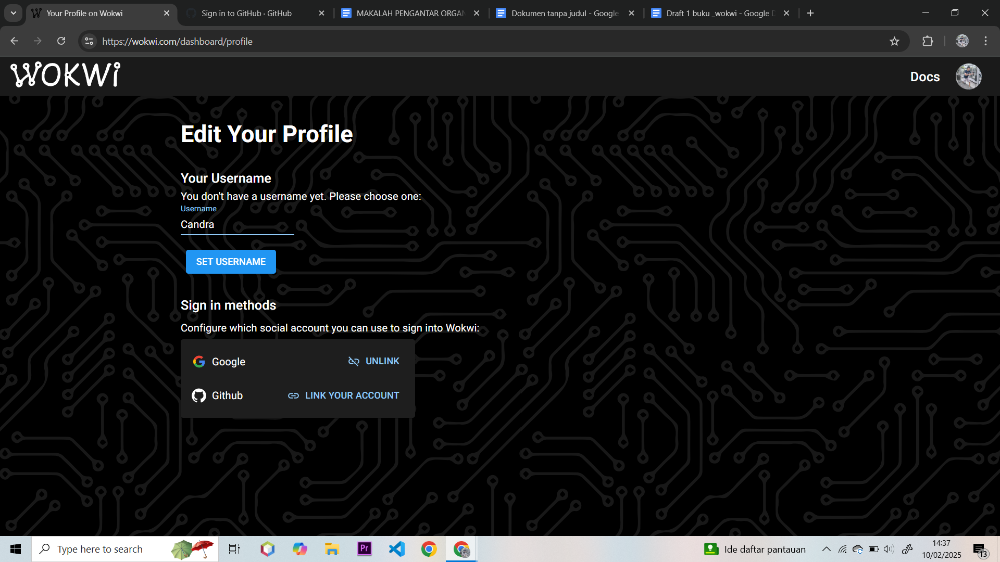 Your Profile on Wokwi
Sign in to GitHub · GitHub
MAKALAH PENGANTAR ORGAN
Dokumen tanpa judul - Google
Draft 1 buku _wokwi - Google D
https://wokwi.com/dashboard/profile
WOKWi
Docs
Edit Your Profile
Your Username
You don't have a username yet. Please choose one:
Username
Candra
SET USERNAME
Sign in methods
Configure which social account you can use to sign into Wokwi:
Google
UNLINK
Github
LINK YOUR ACCOUNT
Type here to search
Pr
Ide daftar pantauan
14:37
10/02/2025
13